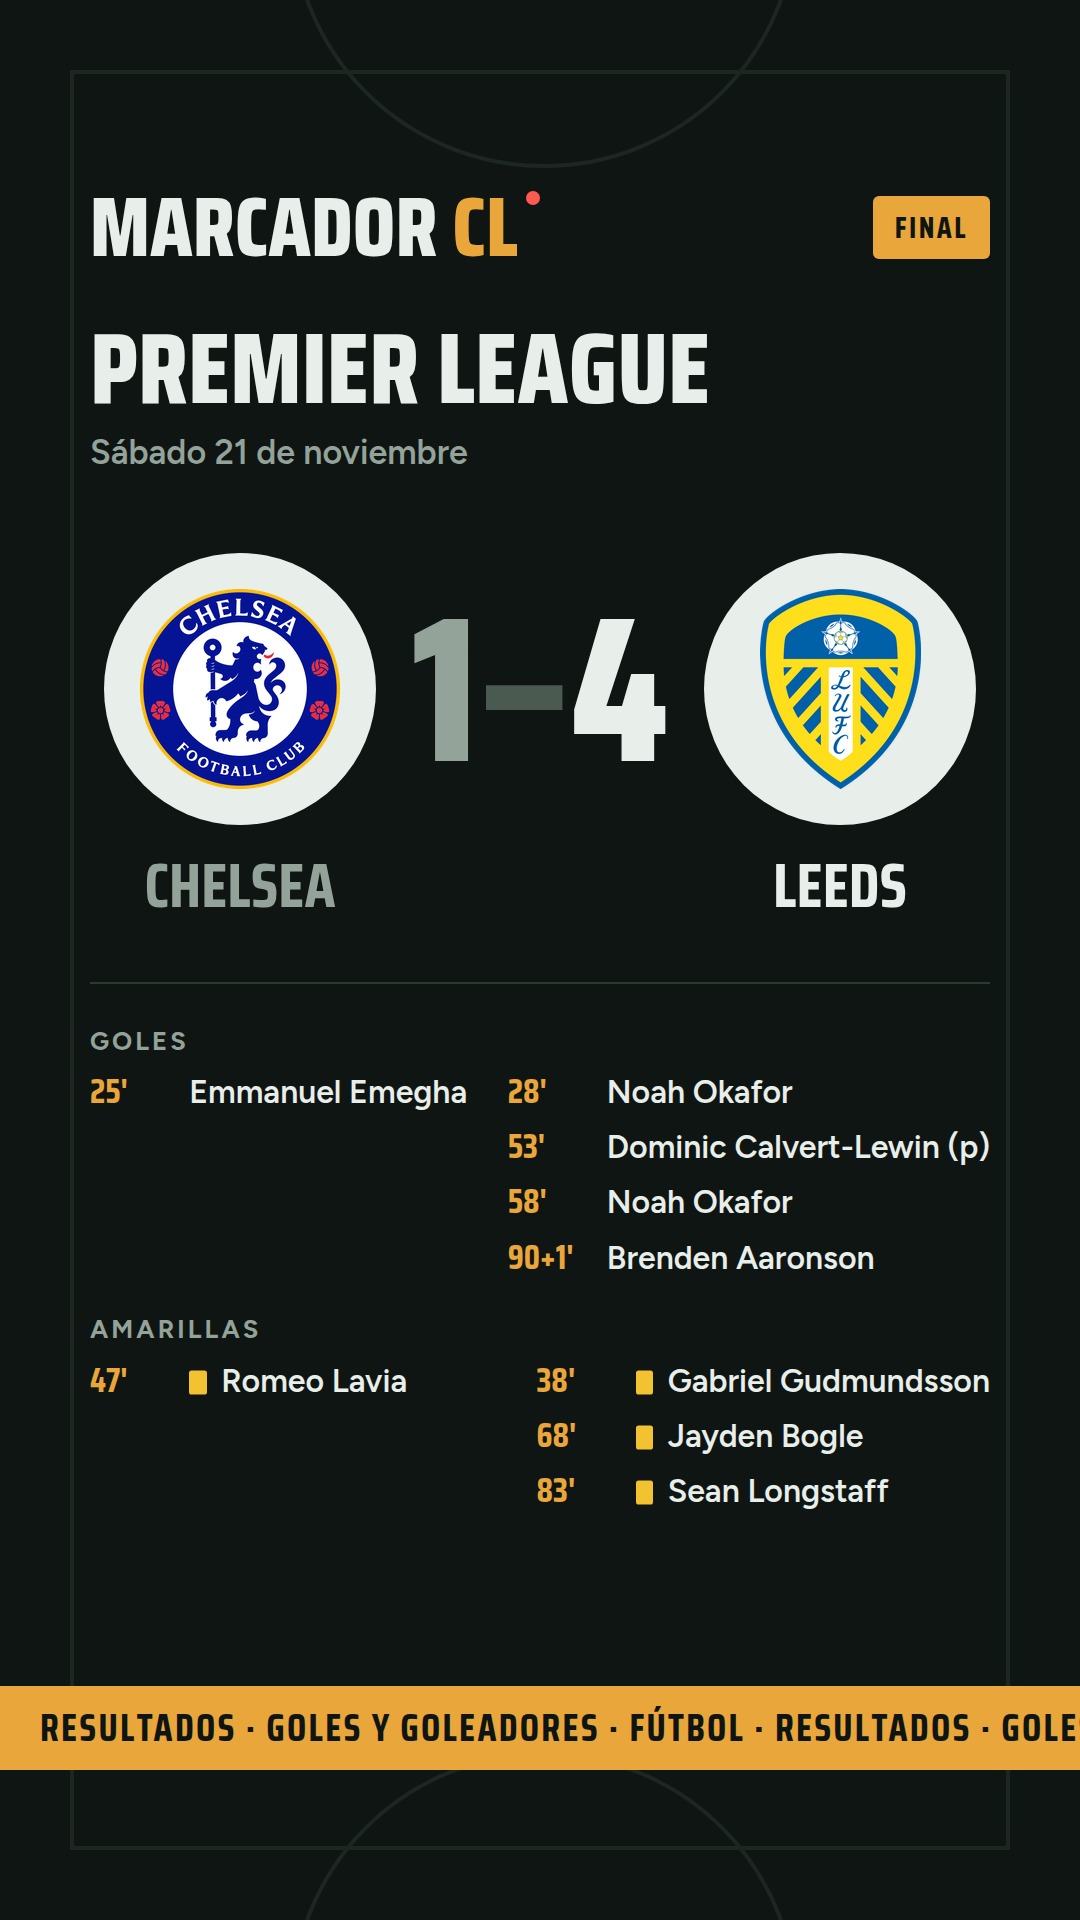 MARCADOR CL
FINAL
PREMIER LEAGUE
Sábado 21 de noviembre
CHELSEA
FOOTBALL CLUB
1–4
LUFC
CHELSEA
LEEDS
GOLES
25' Emmanuel Emegha
28' Noah Okafor
53' Dominic Calvert-Lewin (p)
58' Noah Okafor
90+1' Brenden Aaronson
AMARILLAS
47' Romeo Lavia
38' Gabriel Gudmundsson
68' Jayden Bogle
83' Sean Longstaff
RESULTADOS · GOLES Y GOLEADORES · FÚTBOL · RESULTADOS · GOLE